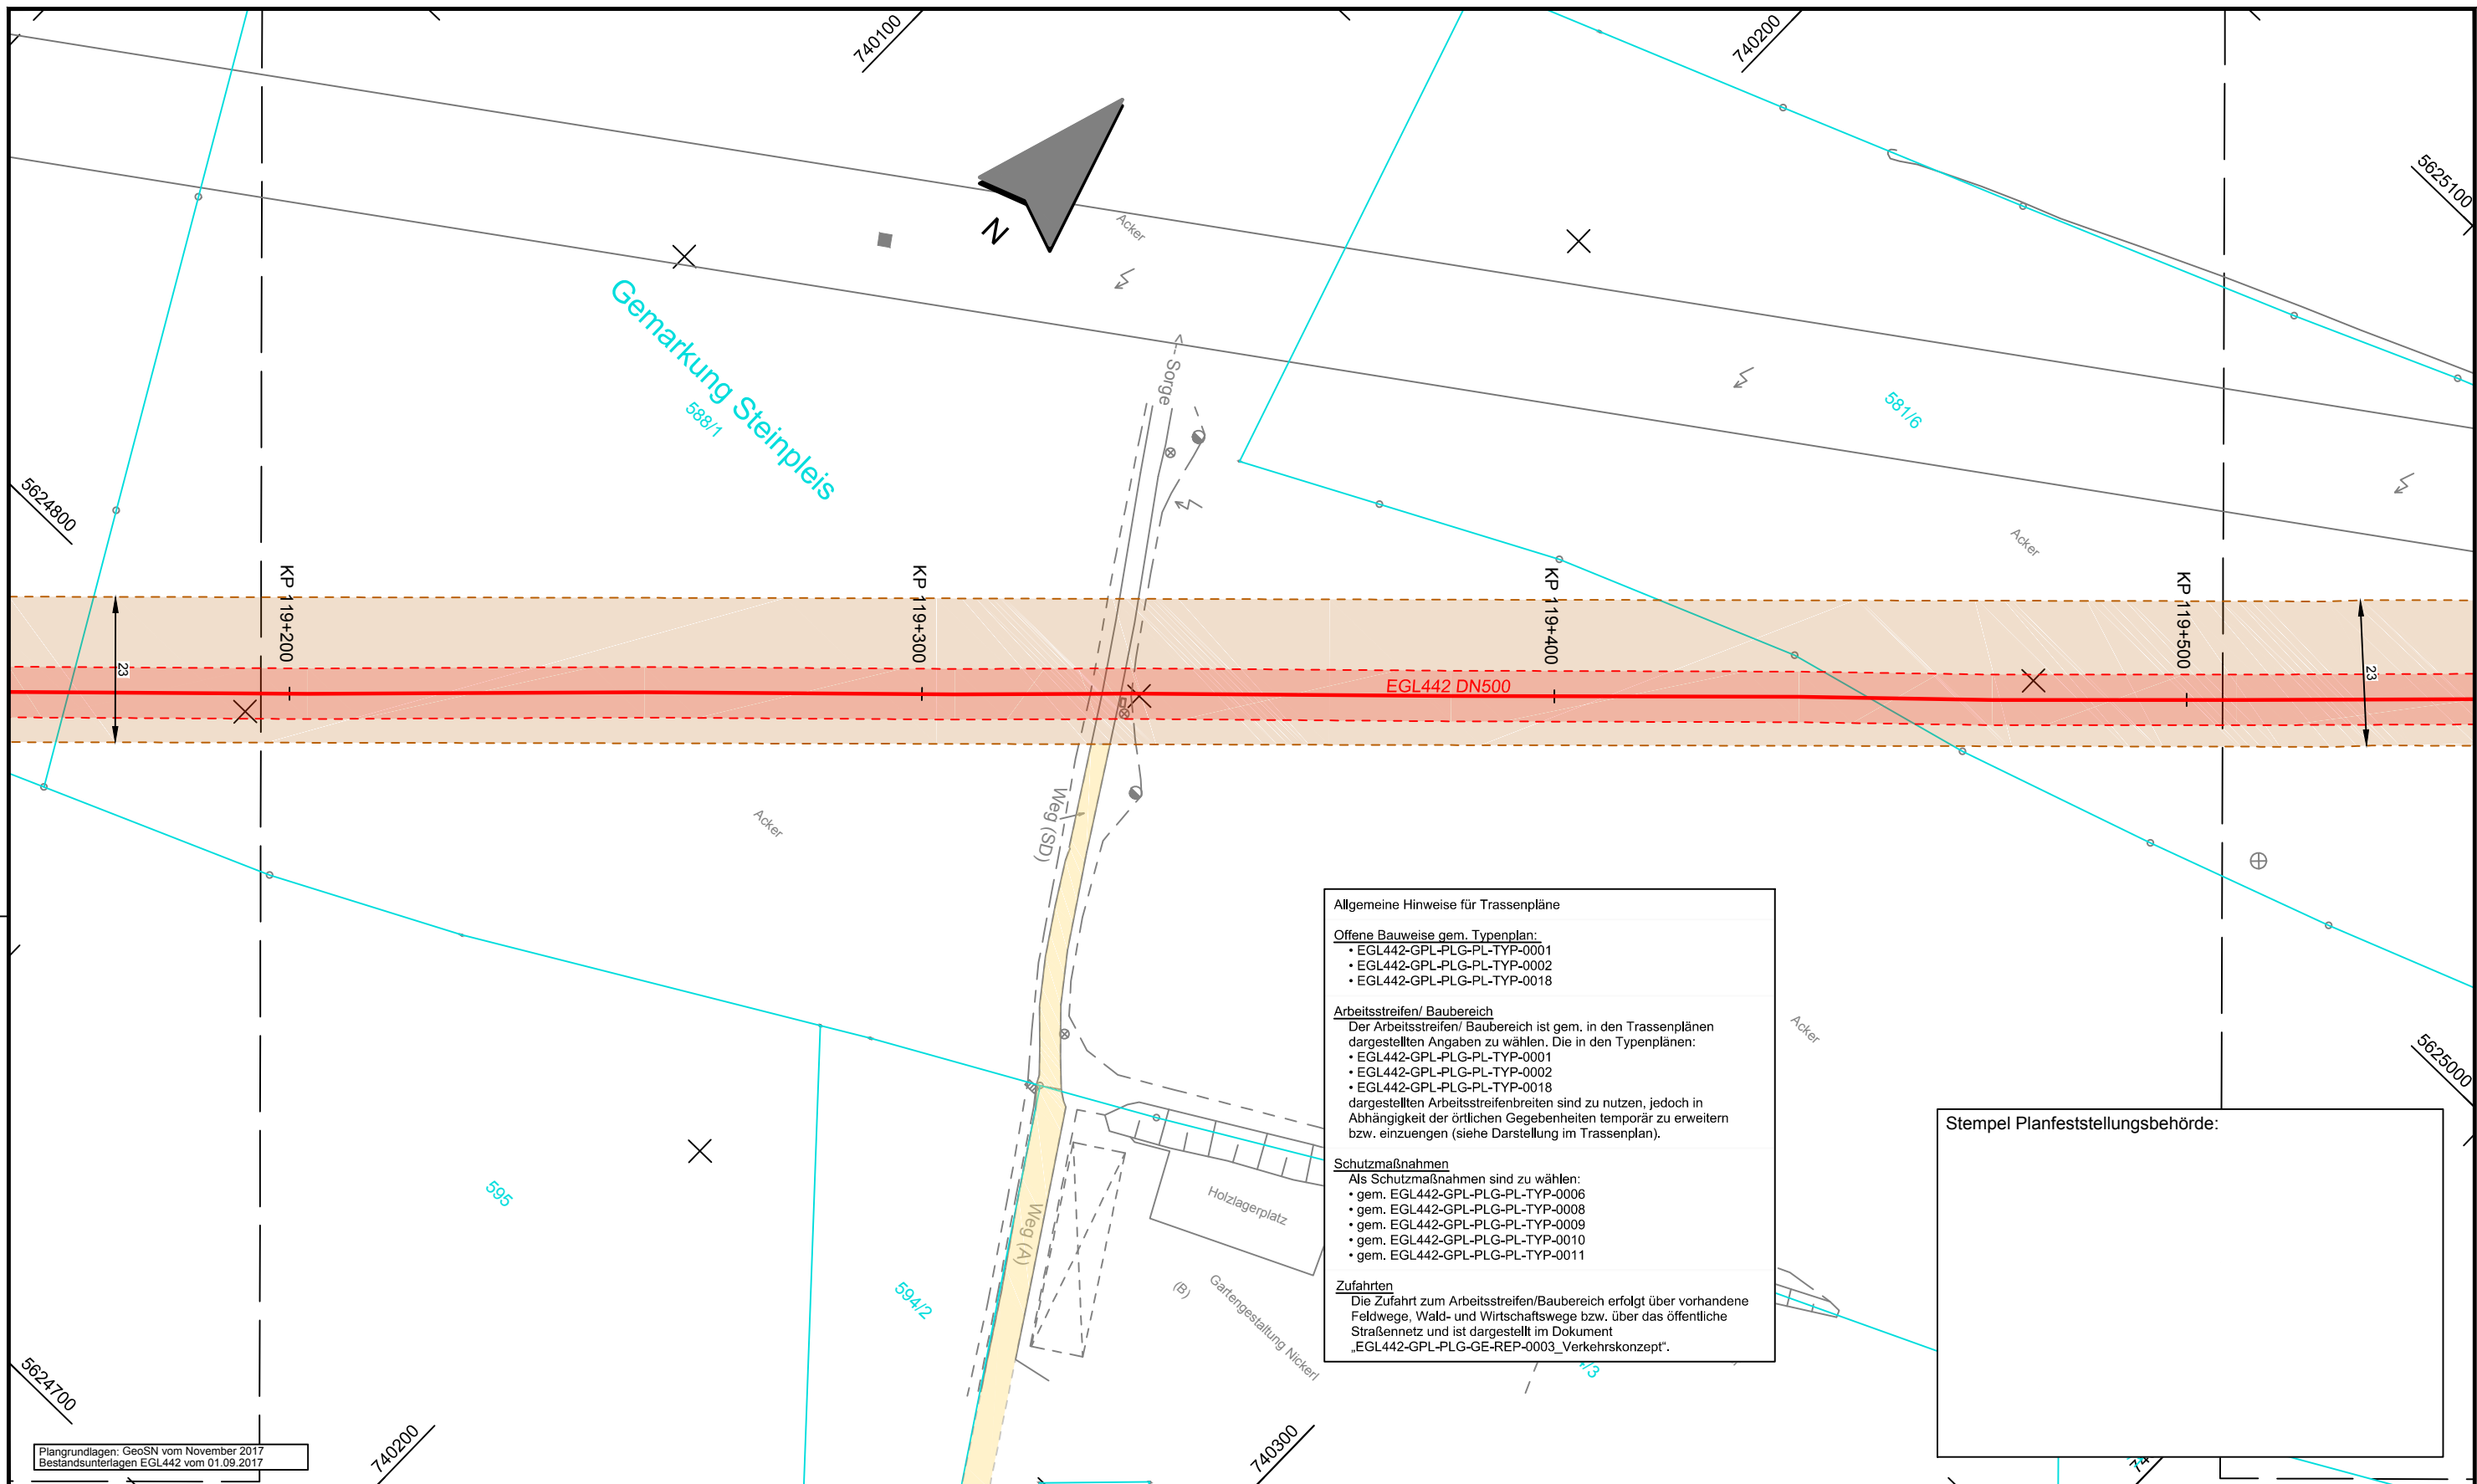 740100
740200
5625100
N
Acker
Gemarkung Steinpleis
588/1
Sorge
581/6
5624800
Acker
KP 119+200
KP 119+300
KP 119+400
KP 119+500
23
23
EGL442 DN500
Acker
Weg (SD)
Allgemeine Hinweise für Trassenpläne
Offene Bauweise gem. Typenplan:
• EGL442-GPL-PLG-PL-TYP-0001
• EGL442-GPL-PLG-PL-TYP-0002
• EGL442-GPL-PLG-PL-TYP-0018
Arbeitsstreifen/ Baubereich
Der Arbeitsstreifen/ Baubereich ist gem. in den Trassenplänen
dargestellten Angaben zu wählen. Die in den Typenplänen:
• EGL442-GPL-PLG-PL-TYP-0001
• EGL442-GPL-PLG-PL-TYP-0002
• EGL442-GPL-PLG-PL-TYP-0018
dargestellten Arbeitsstreifenbreiten sind zu nutzen, jedoch in
Abhängigkeit der örtlichen Gegebenheiten temporär zu erweitern
bzw. einzuengen (siehe Darstellung im Trassenplan).
Schutzmaßnahmen
Als Schutzmaßnahmen sind zu wählen:
• gem. EGL442-GPL-PLG-PL-TYP-0006
• gem. EGL442-GPL-PLG-PL-TYP-0008
• gem. EGL442-GPL-PLG-PL-TYP-0009
• gem. EGL442-GPL-PLG-PL-TYP-0010
• gem. EGL442-GPL-PLG-PL-TYP-0011
Zufahrten
Die Zufahrt zum Arbeitsstreifen/Baubereich erfolgt über vorhandene
Feldwege, Wald- und Wirtschaftswege bzw. über das öffentliche
Straßennetz und ist dargestellt im Dokument
„EGL442-GPL-PLG-GE-REP-0003_Verkehrskonzept“.
Acker
5625000
Stempel Planfeststellungsbehörde:
595
Holzlagerplatz
Weg (A)
594/2
(B)
Gartengestaltung Nickerl
/3
5624700
740200
740300
Plangrundlagen: GeoSN vom November 2017
Bestandsunterlagen EGL442 vom 01.09.2017